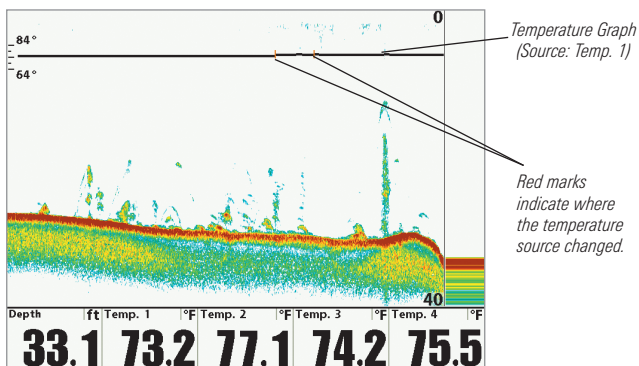 0
84°
64°
Temperature Graph
(Source: Temp. 1)
Red marks
indicate where
the temperature
source changed.
40
Depth ft Temp. 1 °F Temp. 2 °F Temp. 3 °F Temp. 4 °F
33.1 73.2 77.1 74.2 75.5